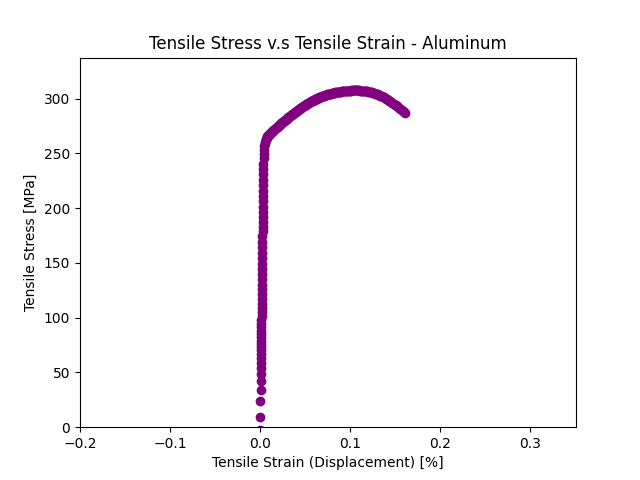 Tensile Stress v.s Tensile Strain - Aluminum
300
250
200
150
100
50
0
Tensile Stress [MPa]
−0.2 −0.1 0.0 0.1 0.2 0.3
Tensile Strain (Displacement) [%]